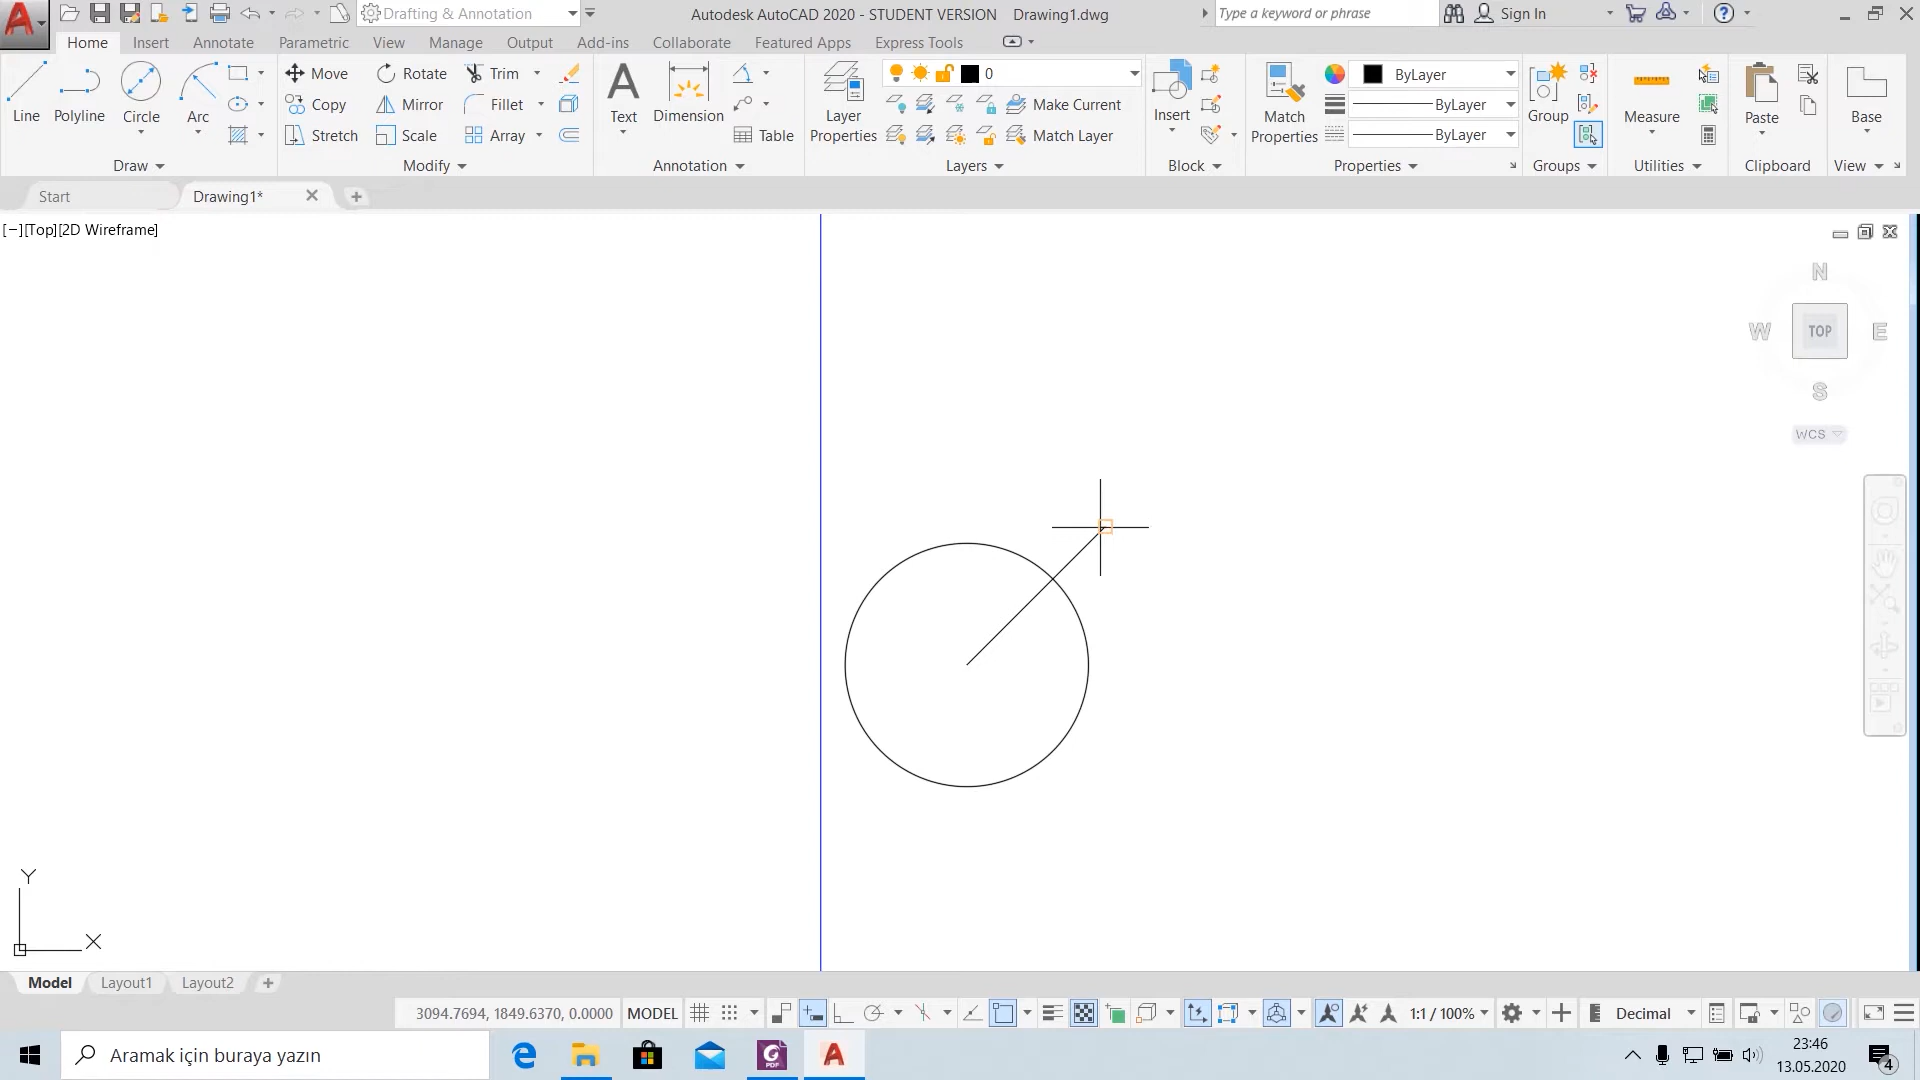 Drafting & Annotation
Autodesk AutoCAD 2020 - STUDENT VERSION Drawing1.dwg
Type a keyword or phrase
Sign In
Home Insert Annotate Parametric View Manage Output Add-ins Collaborate Featured Apps Express Tools
Line Polyline Circle Arc
Draw
Move Rotate Trim
Copy Mirror Fillet
Stretch Scale Array
Modify
Text Dimension Table
Annotation
Layer Properties
0
Make Current
Match Layer
Layers
Insert
Block
Match Properties
ByLayer
ByLayer
ByLayer
Properties
Group
Groups
Measure
Utilities
Paste
Clipboard
Base
View
Start Drawing1*
[−][Top][2D Wireframe]
N
W TOP E
S
WCS
Y
X
Model Layout1 Layout2
3094.7694, 1849.6370, 0.0000 MODEL 1:1 / 100% Decimal
Aramak için buraya yazın
PDF
23:46
13.05.2020
4